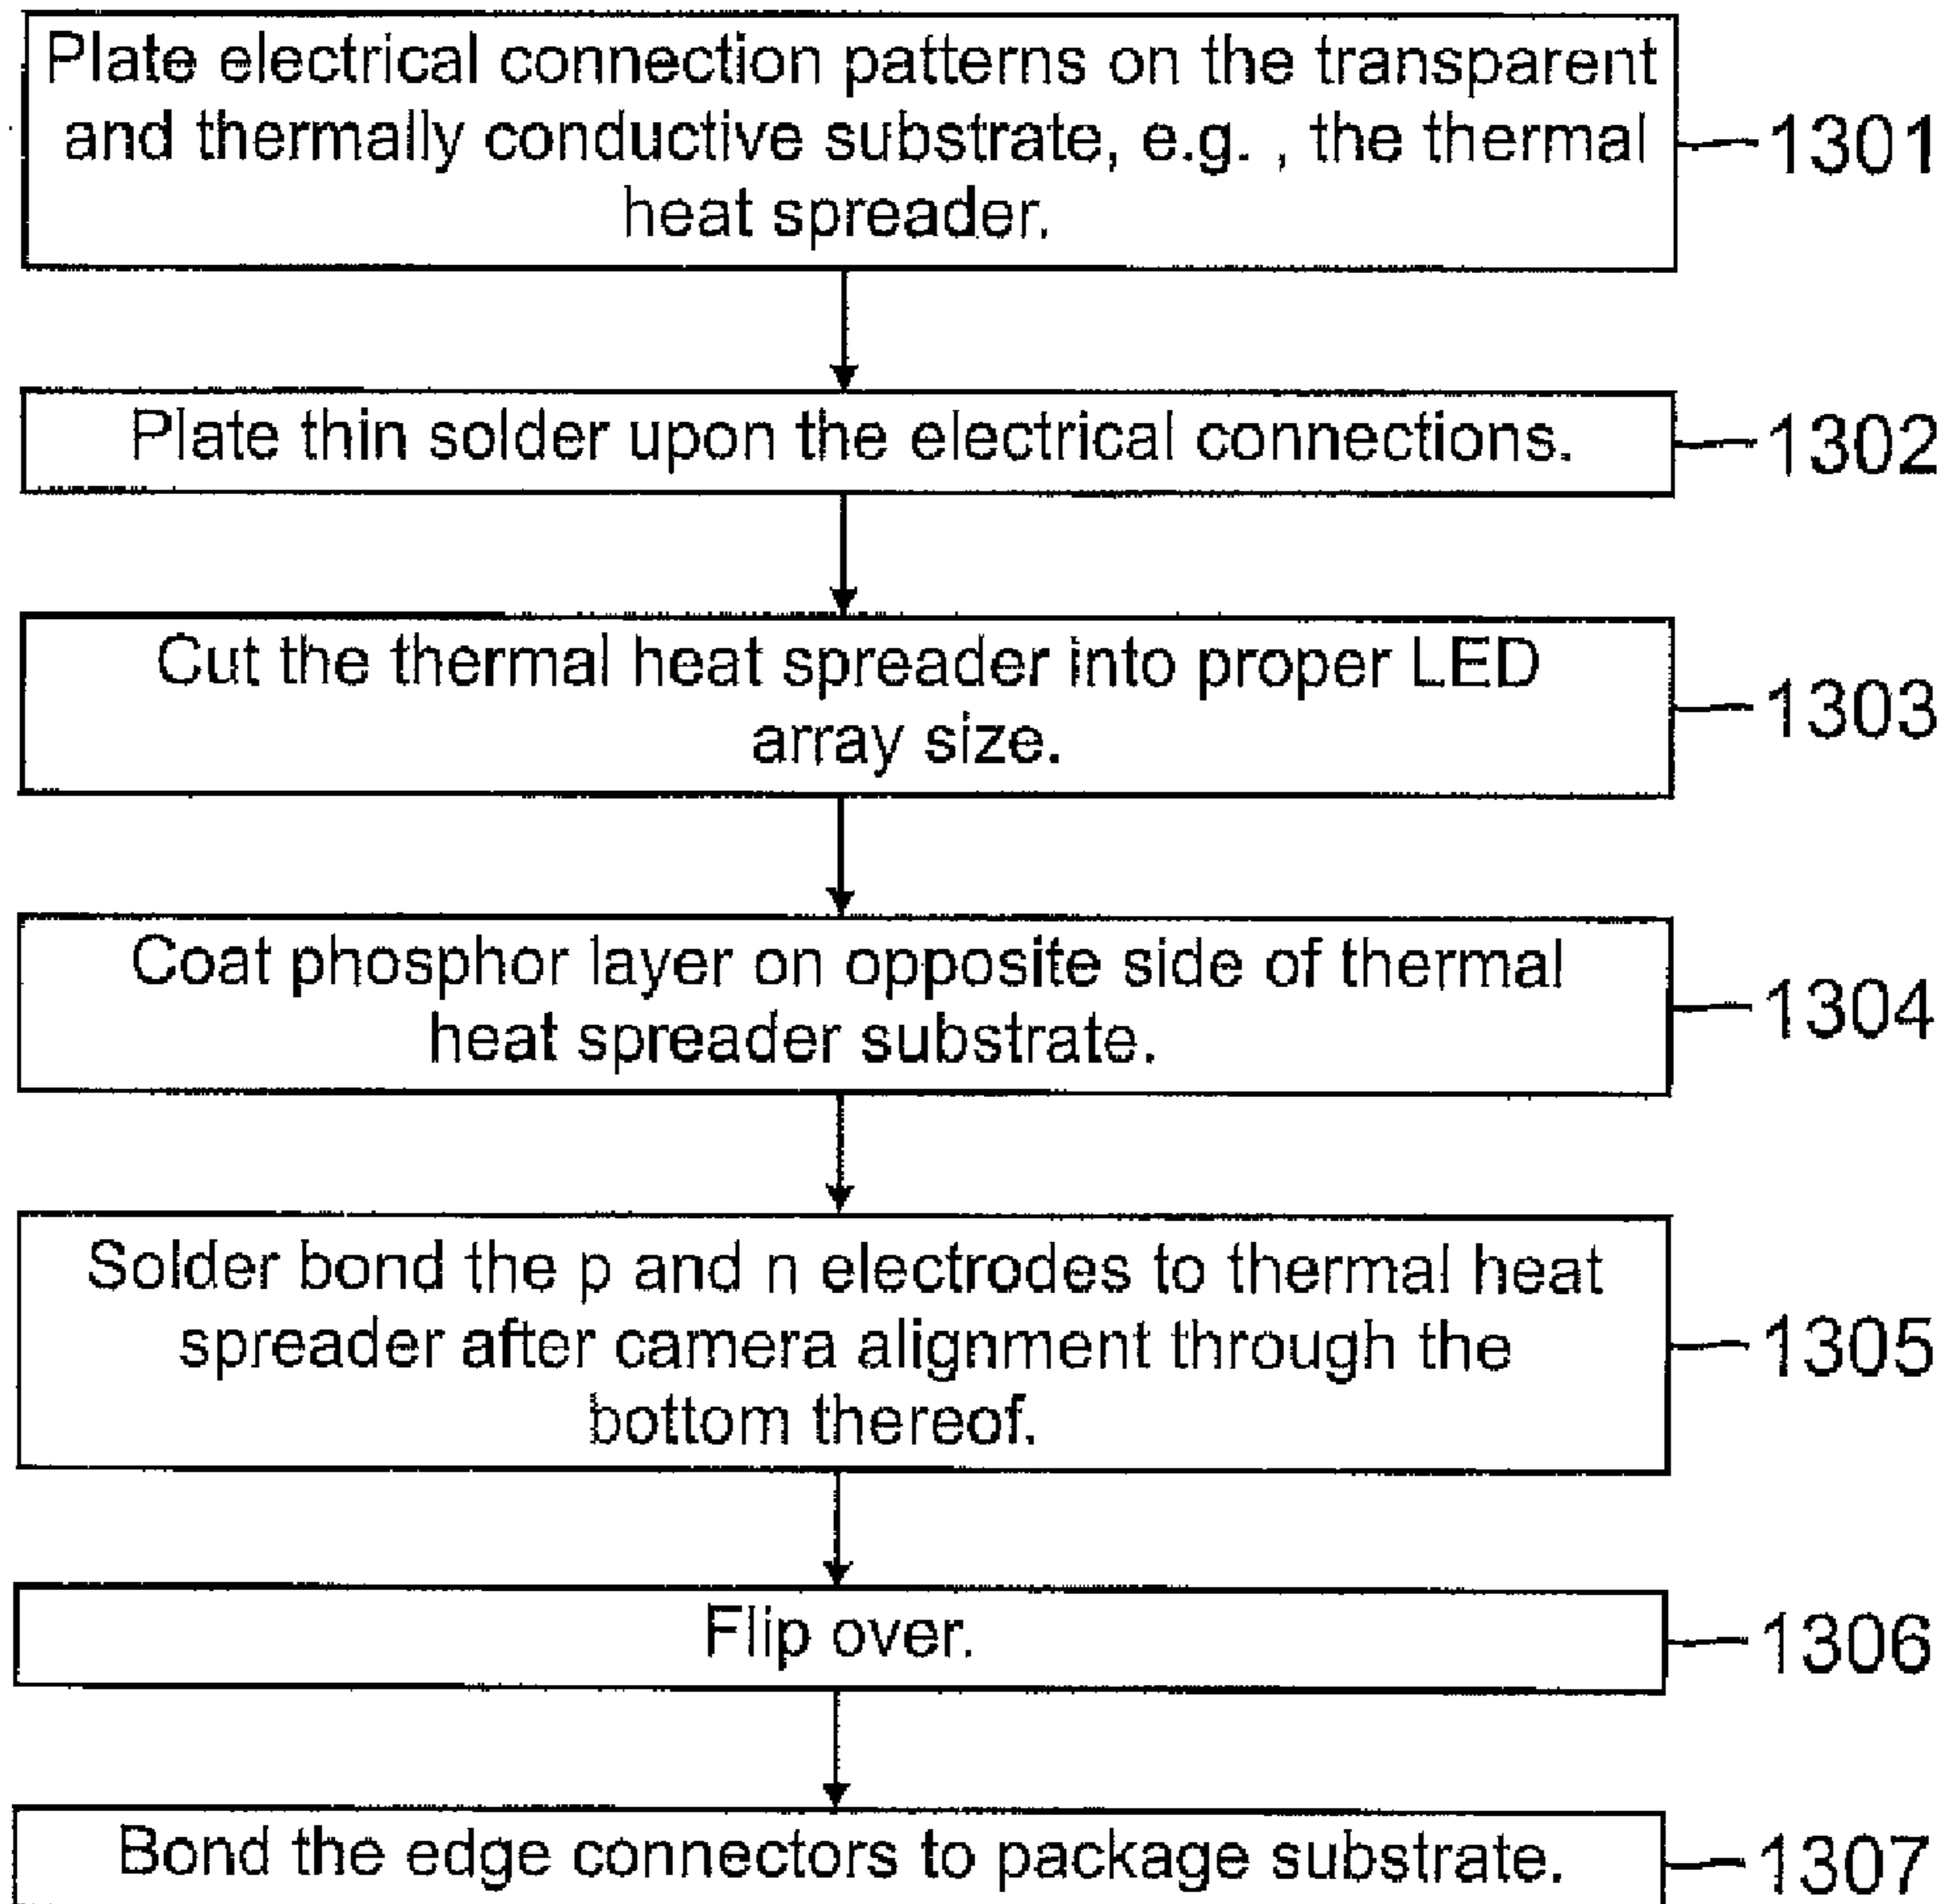 Plate electrical connection patterns on the transparent
and thermally conductive substrate, e.g. , the thermal
heat spreader.
1301
Plate thin solder upon the electrical connections.
1302
Cut the thermal heat spreader into proper LED
array size.
1303
Coat phosphor layer on opposite side of thermal
heat spreader substrate.
1304
Solder bond the p and n electrodes to thermal heat
spreader after camera alignment through the
bottom thereof.
1305
Flip over.
1306
Bond the edge connectors to package substrate.
1307